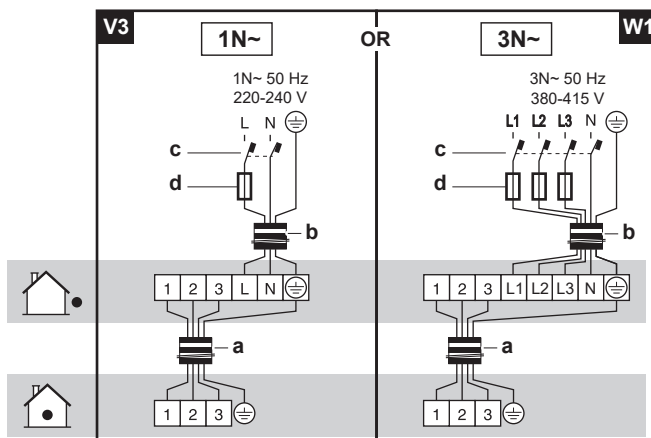 V3
1N~
OR
3N~
W1
1N~ 50 Hz
220-240 V
3N~ 50 Hz
380-415 V
L N
L1 L2 L3 N
c
c
d
d
b
b
1 2 3 L N
1 2 3 L1 L2 L3 N
a
a
1 2 3
1 2 3